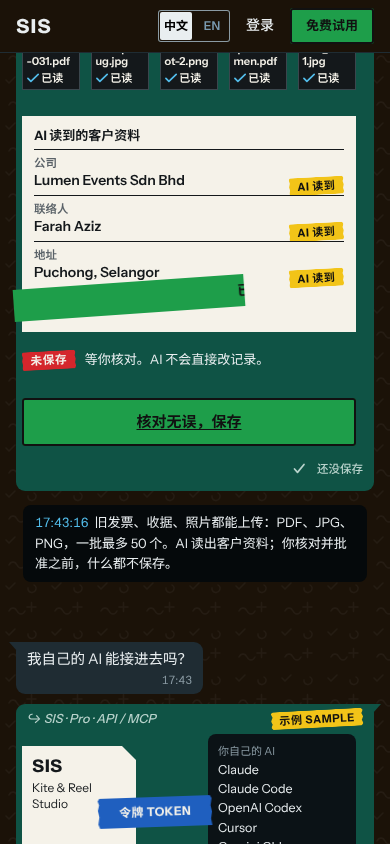 SIS
中文 EN
登录
免费试用
-031.pdf
ug.jpg
ot-2.png
men.pdf
1.jpg
已读
已读
已读
已读
已读
AI 读到的客户资料
公司
Lumen Events Sdn Bhd
AI 读到
联络人
Farah Aziz
AI 读到
地址
Puchong, Selangor
AI 读到
未保存 等你核对。AI 不会直接改记录。
核对无误，保存
还没保存
17:43:16 旧发票、收据、照片都能上传：PDF、JPG、
PNG，一批最多 50 个。AI 读出客户资料；你核对并批
准之前，什么都不保存。
我自己的 AI 能接进去吗？
17:43
SIS·Pro·API / MCP
示例 SAMPLE
SIS
Kite & Reel
Studio
令牌 TOKEN
你自己的 AI
Claude
Claude Code
OpenAI Codex
Cursor